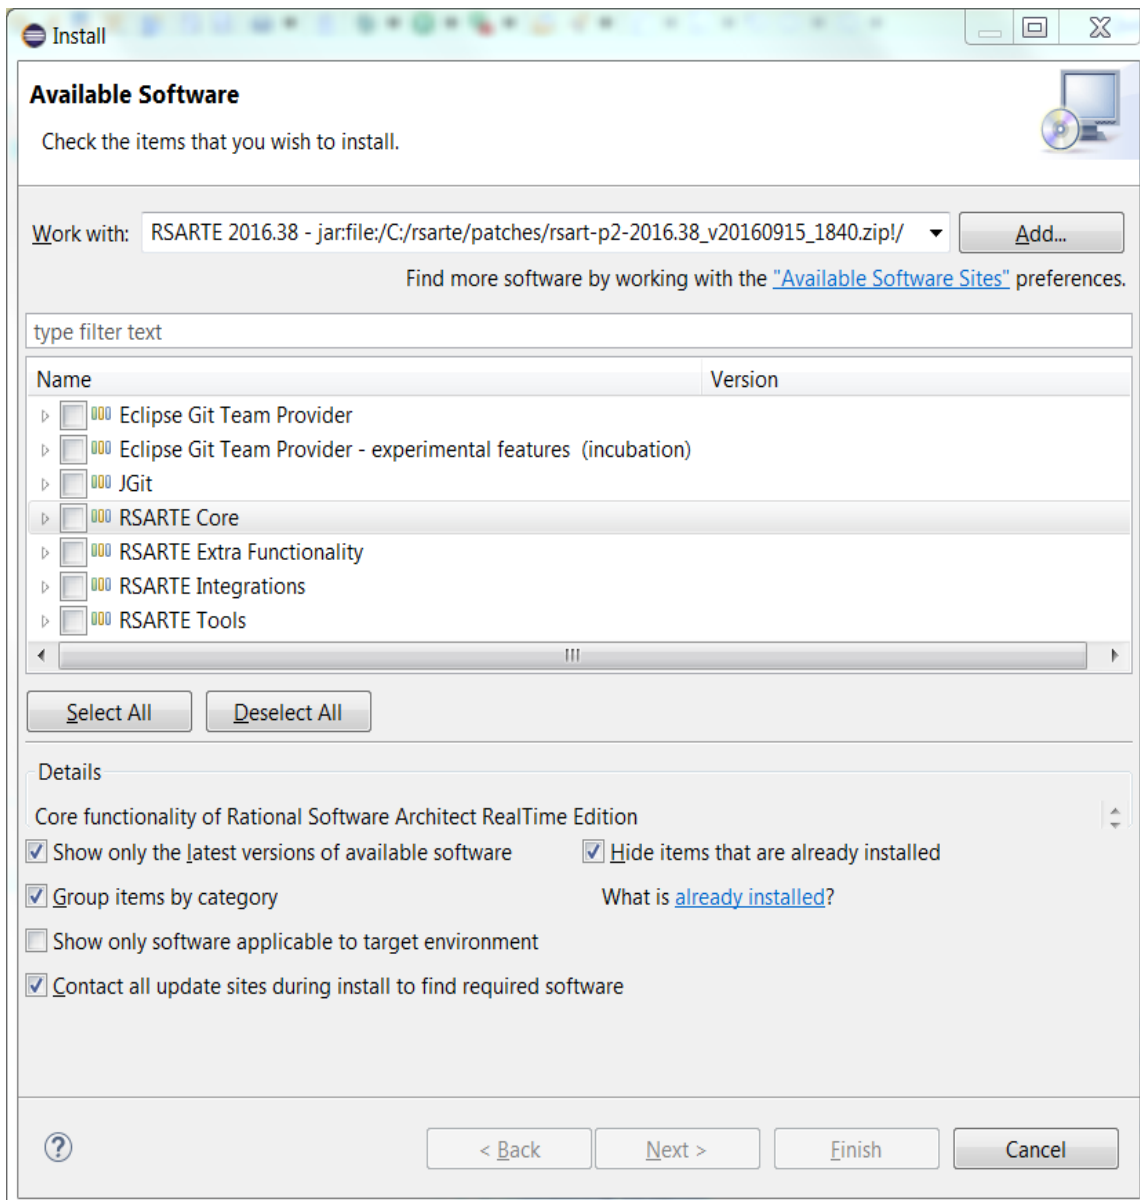 Install
Available Software
Check the items that you wish to install.
Work with: RSARTE 2016.38 - jar:file:/C:/rsarte/patches/rsart-p2-2016.38_v20160915_1840.zip!/ Add...
Find more software by working with the "Available Software Sites" preferences.
type filter text
Name Version
Eclipse Git Team Provider
Eclipse Git Team Provider - experimental features (incubation)
JGit
RSARTE Core
RSARTE Extra Functionality
RSARTE Integrations
RSARTE Tools
Select All Deselect All
Details
Core functionality of Rational Software Architect RealTime Edition
Show only the latest versions of available software Hide items that are already installed
Group items by category What is already installed?
Show only software applicable to target environment
Contact all update sites during install to find required software
? < Back Next > Finish Cancel